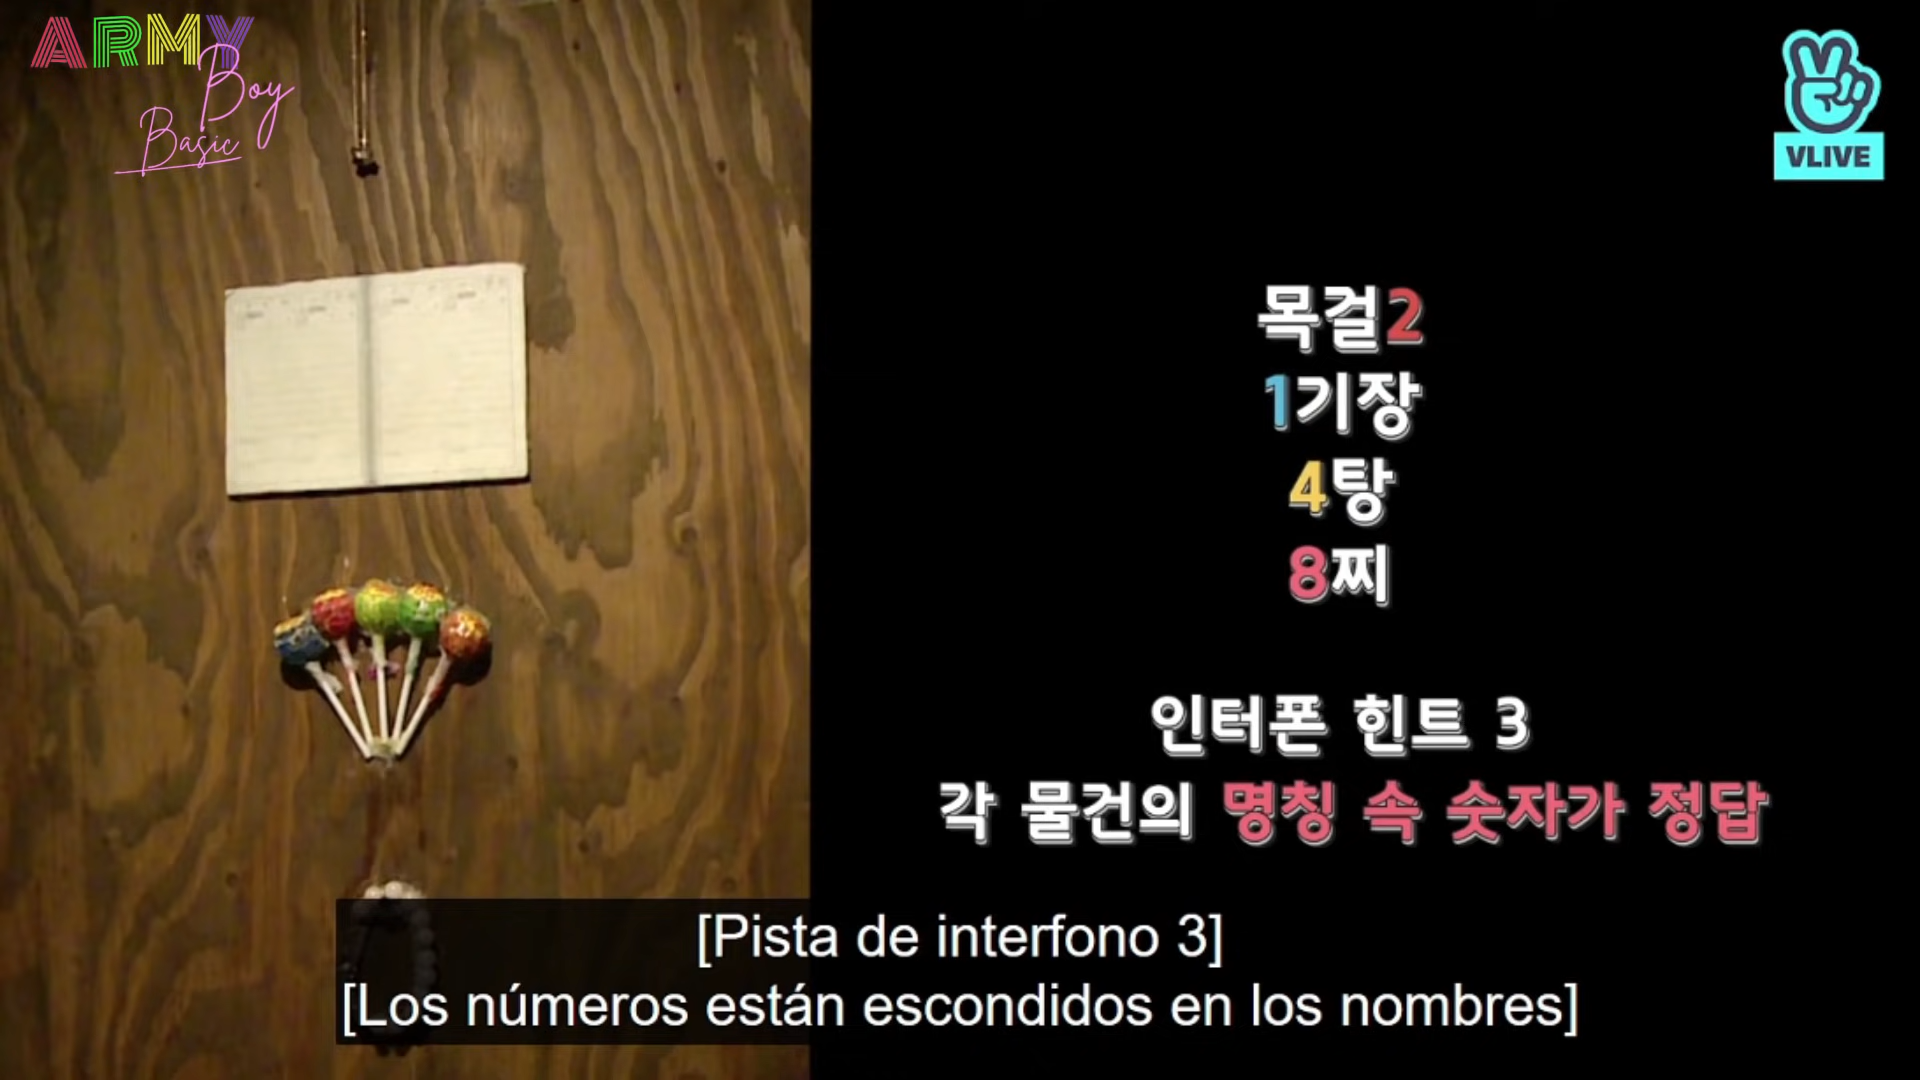 ARMY
Boy
Basic
VLIVE
목걸2
1기장
4탕
8찌
인터폰 힌트 3
각 물건의 명칭 속 숫자가 정답
[Pista de interfono 3]
[Los números están escondidos en los nombres]